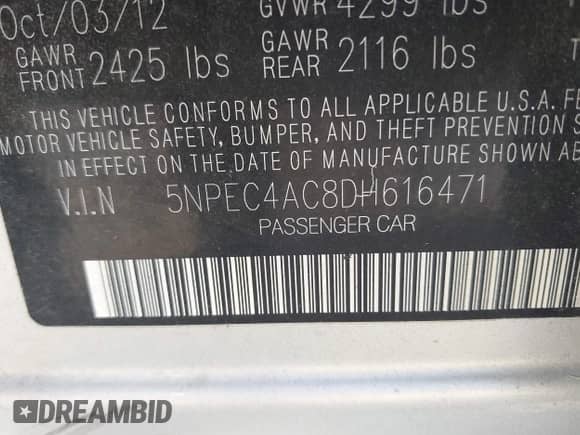 Oct/03/12 GVWR 4299 lbs
GAWR FRONT 2425 lbs GAWR REAR 2116 lbs
THIS VEHICLE CONFORMS TO ALL APPLICABLE U.S.A. FE
MOTOR VEHICLE SAFETY, BUMPER, AND THEFT PREVENTION S
IN EFFECT ON THE DATE OF MANUFACTURE SHOWN ABO
V.I.N 5NPEC4AC8DH616471
PASSENGER CAR
DREAMBID